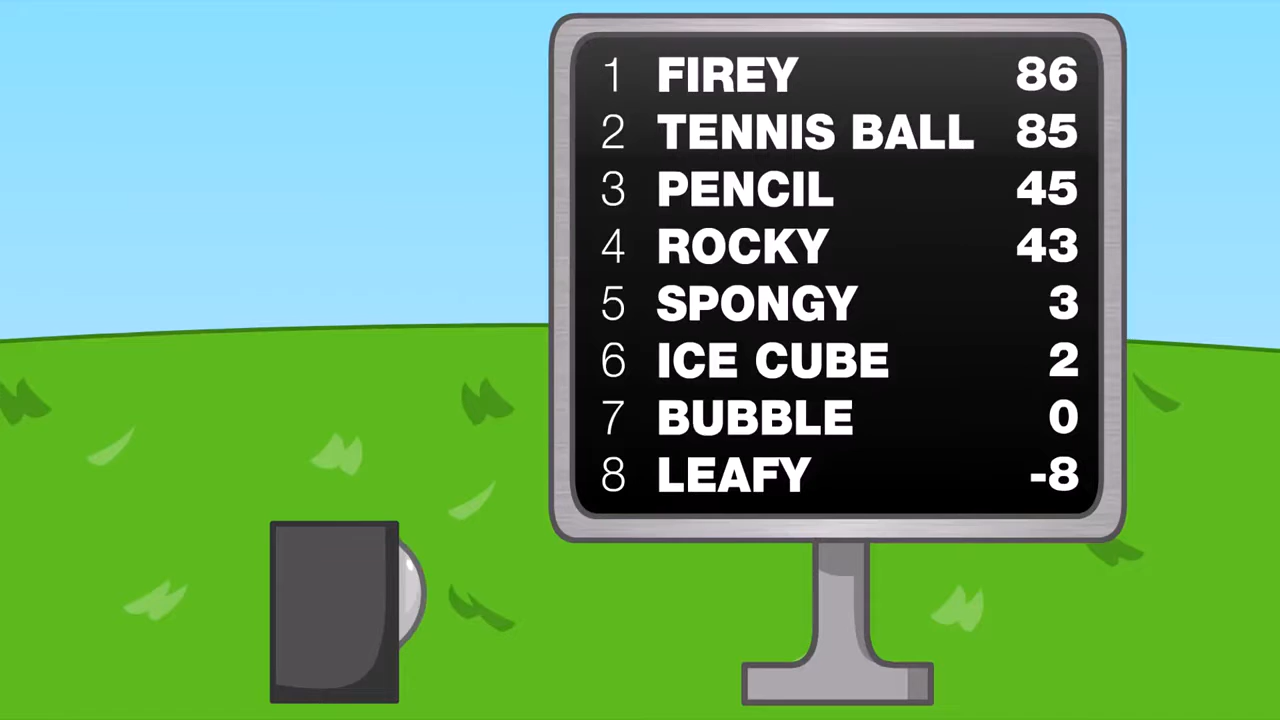 1 FIREY 86
2 TENNIS BALL 85
3 PENCIL 45
4 ROCKY 43
5 SPONGY 3
6 ICE CUBE 2
7 BUBBLE 0
8 LEAFY -8